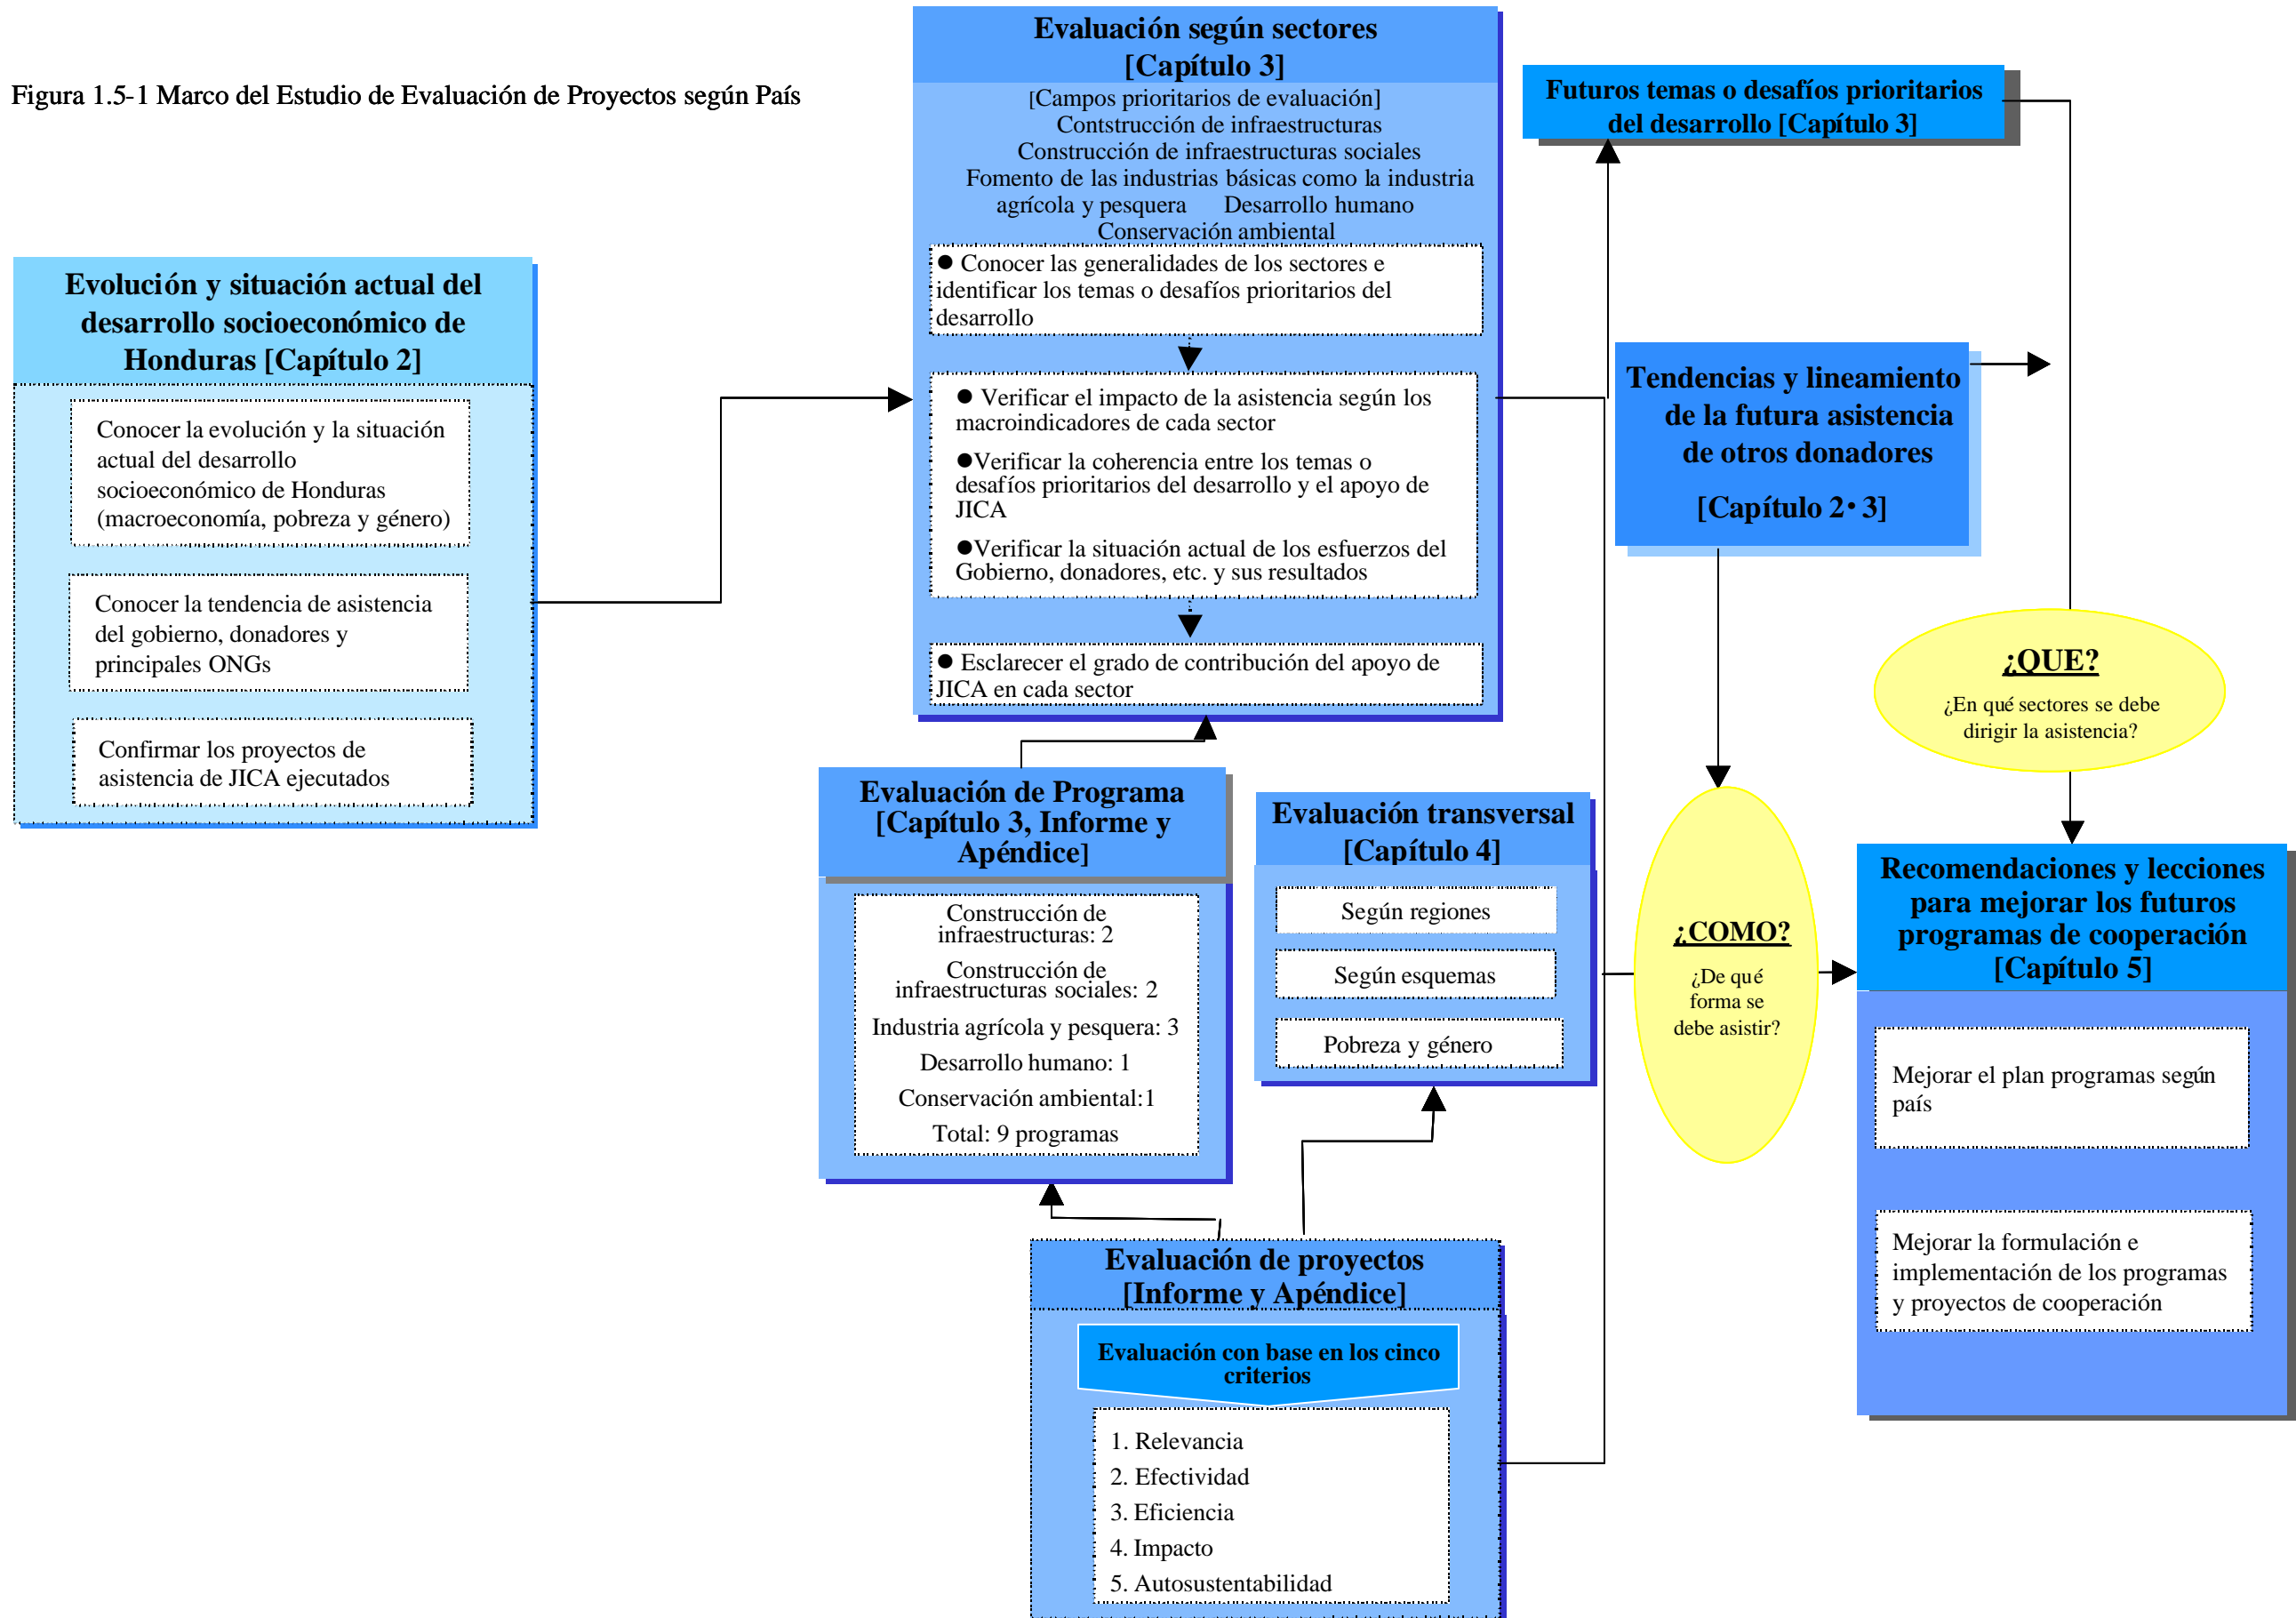 Figura 1.5-1 Marco del Estudio de Evaluación de Proyectos según País
Evolución y situación actual del
desarrollo socioeconómico de
Honduras [Capítulo 2]
Conocer la evolución y la situación
actual del desarrollo
socioeconómico de Honduras
(macroeconomía, pobreza y género)
Conocer la tendencia de asistencia
del gobierno, donadores y
principales ONGs
Confirmar los proyectos de
asistencia de JICA ejecutados
Evaluación según sectores
[Capítulo 3]
[Campos prioritarios de evaluación]
Contstrucción de infraestructuras
Construcción de infraestructuras sociales
Fomento de las industrias básicas como la industria
agrícola y pesquera Desarrollo humano
Conservación ambiental
● Conocer las generalidades de los sectores e
identificar los temas o desafíos prioritarios del
desarrollo
● Verificar el impacto de la asistencia según los
macroindicadores de cada sector
●Verificar la coherencia entre los temas o
desafíos prioritarios del desarrollo y el apoyo de
JICA
●Verificar la situación actual de los esfuerzos del
Gobierno, donadores, etc. y sus resultados
● Esclarecer el grado de contribución del apoyo de
JICA en cada sector
Evaluación de Programa
[Capítulo 3, Informe y
Apéndice]
Construcción de
infraestructuras: 2
Construcción de
infraestructuras sociales: 2
Industria agrícola y pesquera: 3
Desarrollo humano: 1
Conservación ambiental:1
Total: 9 programas
Evaluación transversal
[Capítulo 4]
Según regiones
Según esquemas
Pobreza y género
Evaluación de proyectos
[Informe y Apéndice]
Evaluación con base en los cinco
criterios
1. Relevancia
2. Efectividad
3. Eficiencia
4. Impacto
5. Autosustentabilidad
Futuros temas o desafíos prioritarios
del desarrollo [Capítulo 3]
Tendencias y lineamiento
de la futura asistencia
de otros donadores
[Capítulo 2・3]
¿QUE?
¿En qué sectores se debe
dirigir la asistencia?
¿COMO?
¿De qué
forma se
debe asistir?
Recomendaciones y lecciones
para mejorar los futuros
programas de cooperación
[Capítulo 5]
Mejorar el plan programas según
país
Mejorar la formulación e
implementación de los programas
y proyectos de cooperación